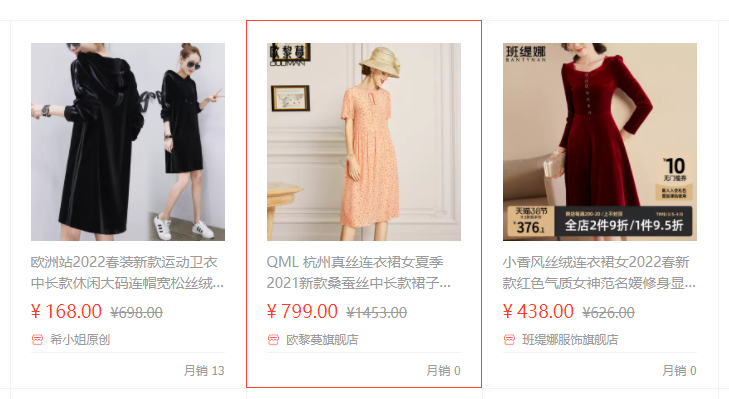 欧洲站2022春装新款运动卫衣
中长款休闲大码连帽宽松丝绒...
¥ 168.00 ¥698.00
希小姐原创
月销 13
欧黎蔓
OULIMAN
QML 杭州真丝连衣裙女夏季
2021新款桑蚕丝中长款裙子...
¥ 799.00 ¥1453.00
欧黎蔓旗舰店
月销 0
班缇娜
BANTYNAN
¥10
无门槛券
天猫38节
¥376.1
全店2件9折/1件9.5折
小香风丝绒连衣裙女2022春新
款红色气质女神范名媛修身显...
¥ 438.00 ¥626.00
班缇娜服饰旗舰店
月销 0